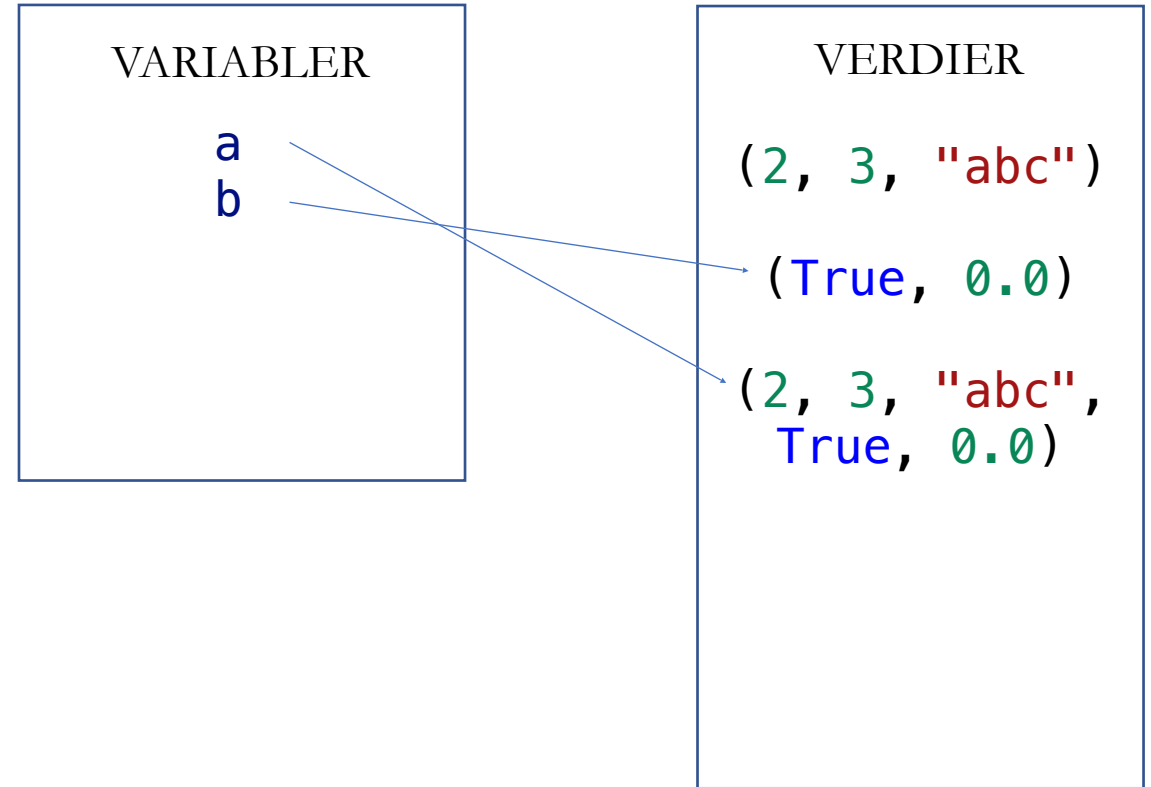 VARIABLER
a
b
VERDIER
(2, 3, "abc")
(True, 0.0)
(2, 3, "abc",
True, 0.0)